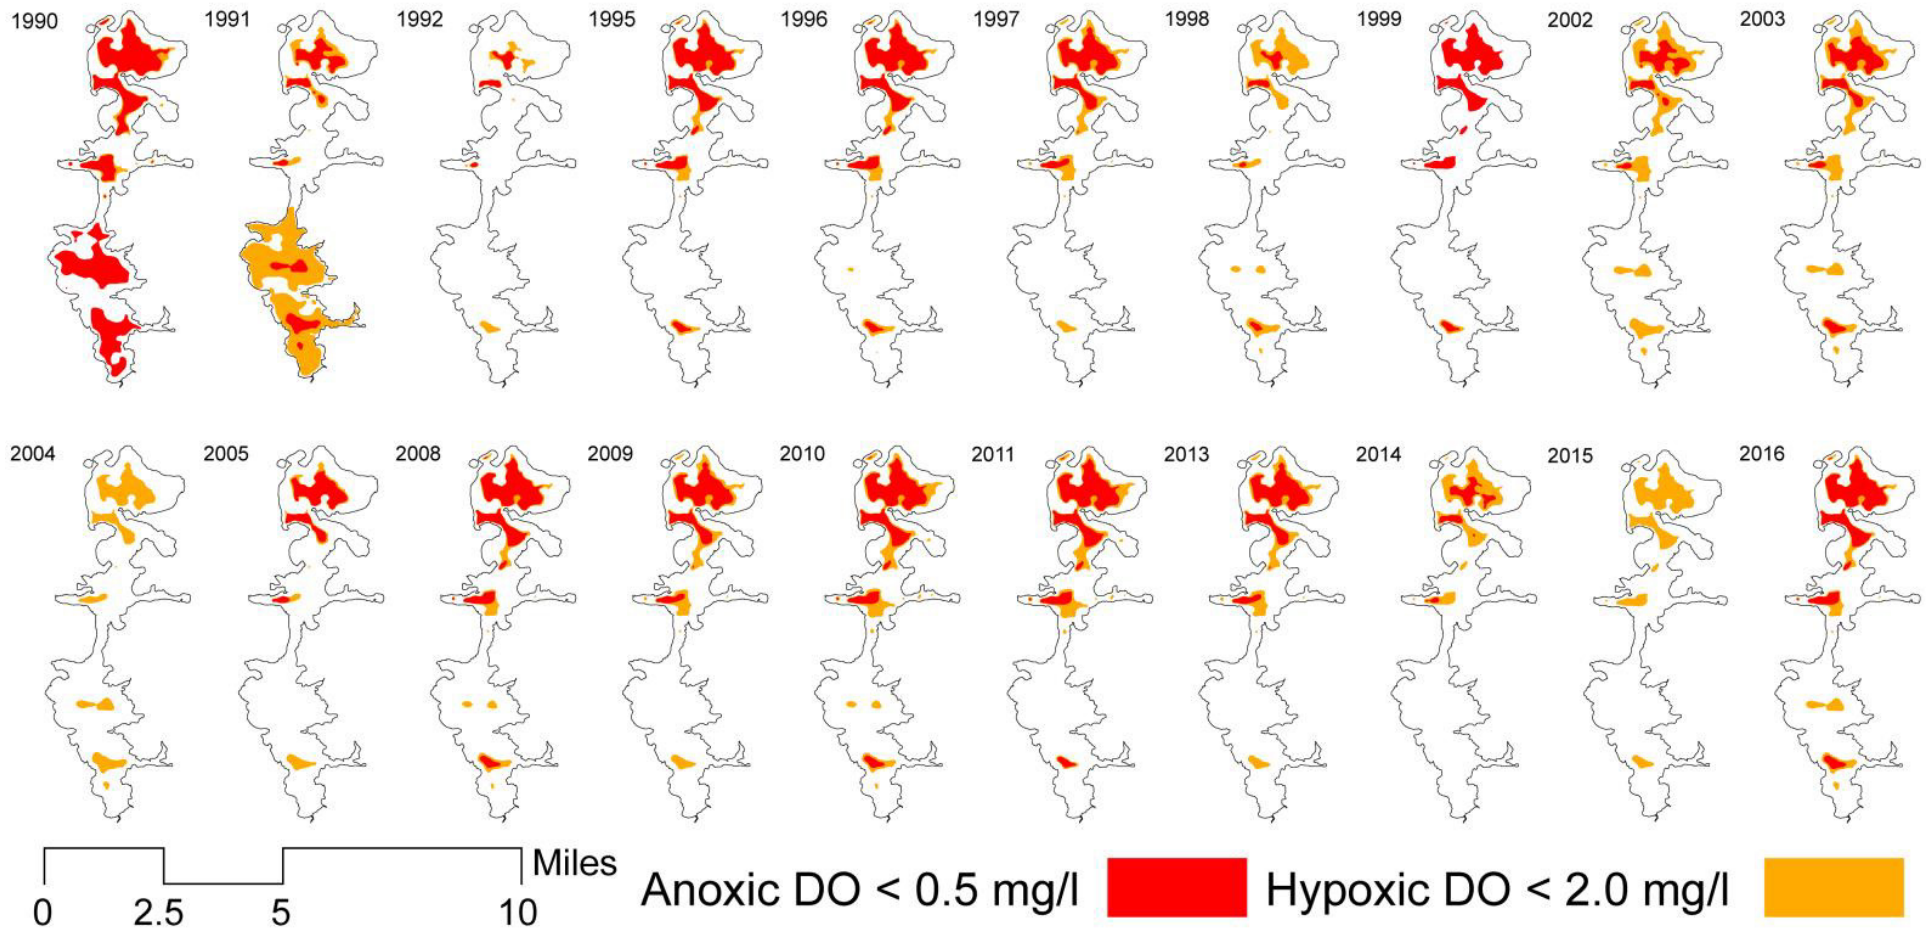 1990 1991 1992 1995 1996 1997 1998 1999 2002 2003
2004 2005 2008 2009 2010 2011 2013 2014 2015 2016
Miles
Anoxic DO < 0.5 mg/l Hypoxic DO < 2.0 mg/l
0 2.5 5 10